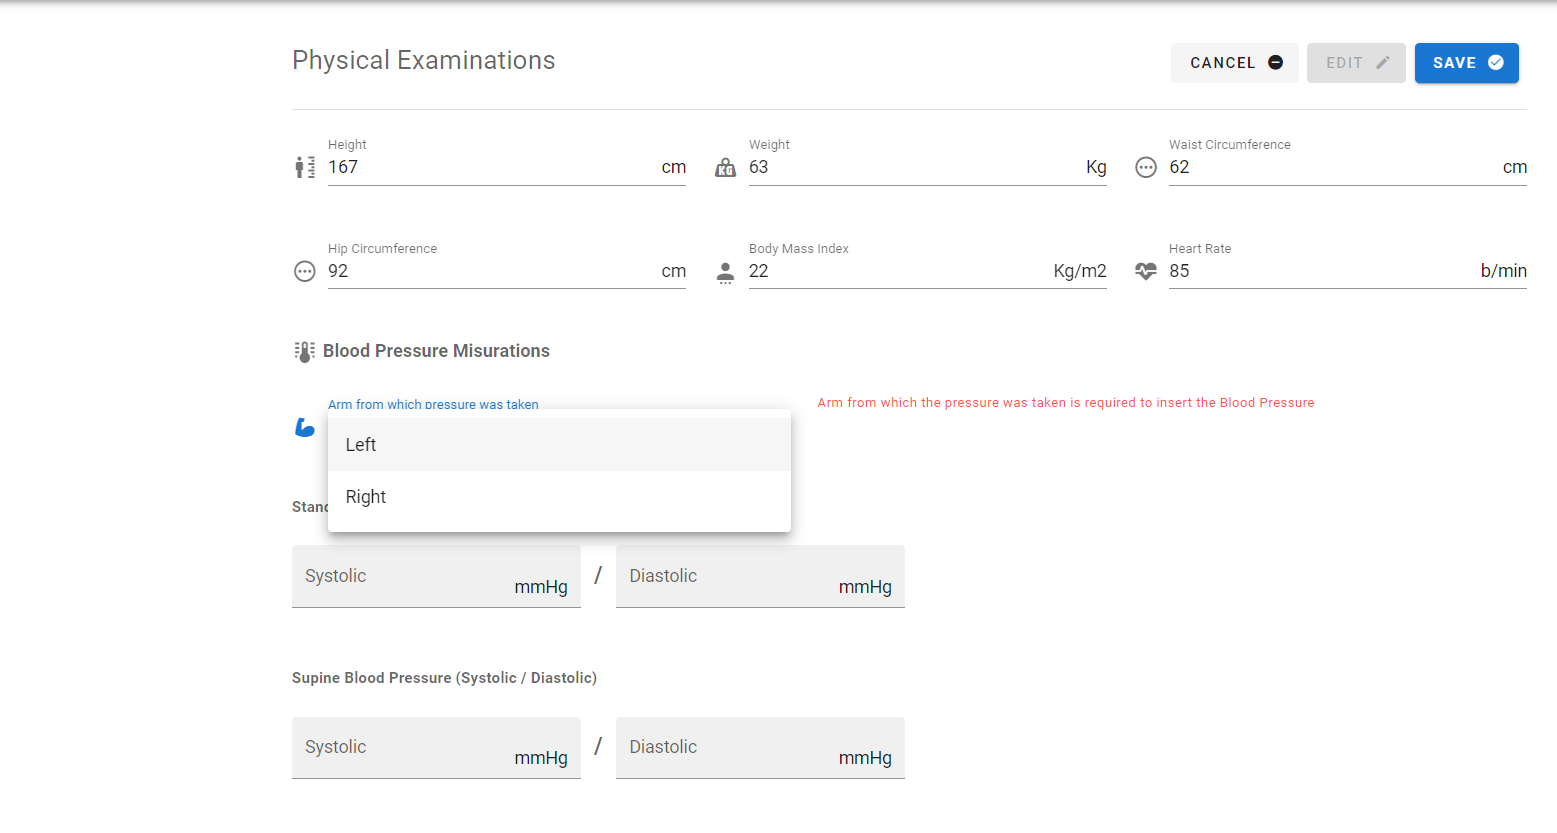 Physical Examinations
CANCEL
EDIT
SAVE
Height
167 cm
Weight
63 Kg
Waist Circumference
62 cm
Hip Circumference
92 cm
Body Mass Index
22 Kg/m2
Heart Rate
85 b/min
Blood Pressure Misurations
Arm from which pressure was taken
Arm from which the pressure was taken is required to insert the Blood Pressure
Left
Right
Systolic mmHg / Diastolic mmHg
Supine Blood Pressure (Systolic / Diastolic)
Systolic mmHg / Diastolic mmHg